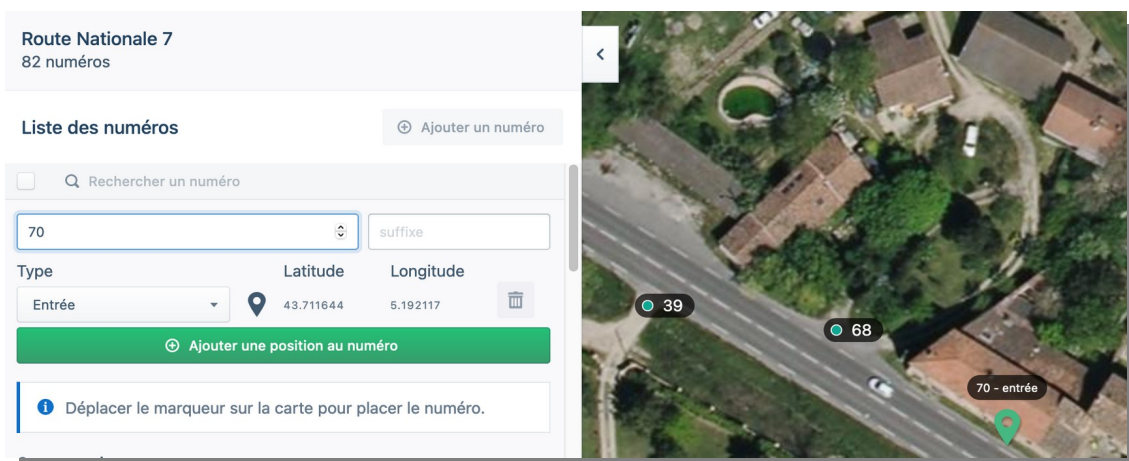 Route Nationale 7
82 numéros
Liste des numéros
Ajouter un numéro
Rechercher un numéro
70
suffixe
Type
Latitude
Longitude
Entrée
43.711644
5.192117
Ajouter une position au numéro
Déplacer le marqueur sur la carte pour placer le numéro.
39
68
70 - entrée